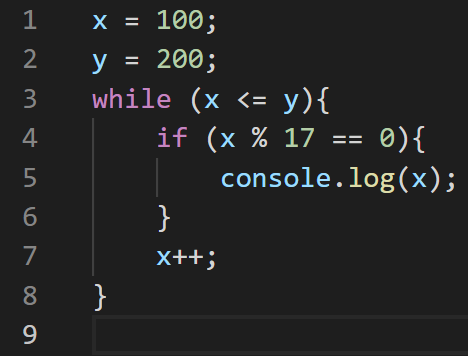 1 x = 100;
2 y = 200;
3 while (x <= y){
4     if (x % 17 == 0){
5         console.log(x);
6     }
7     x++;
8 }
9